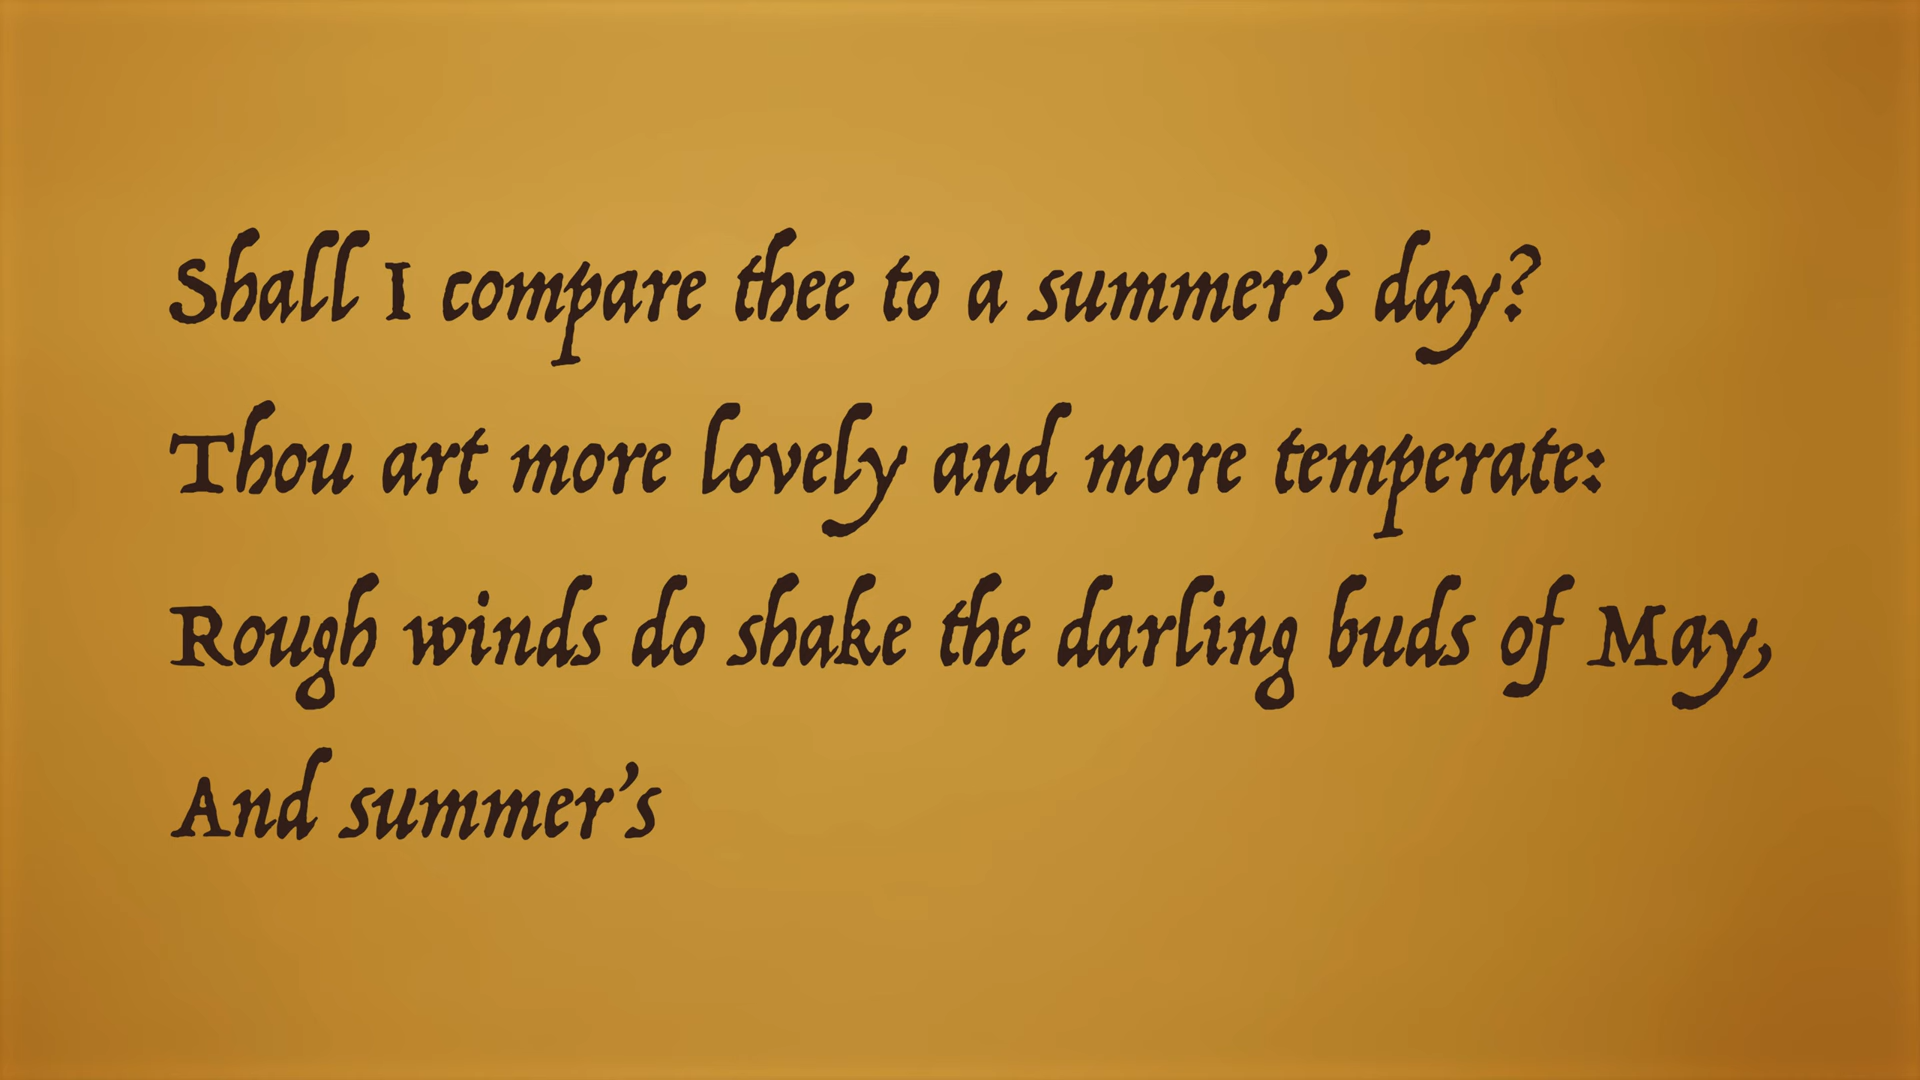 Shall I compare thee to a summer’s day?
Thou art more lovely and more temperate:
Rough winds do shake the darling buds of May,
And summer’s